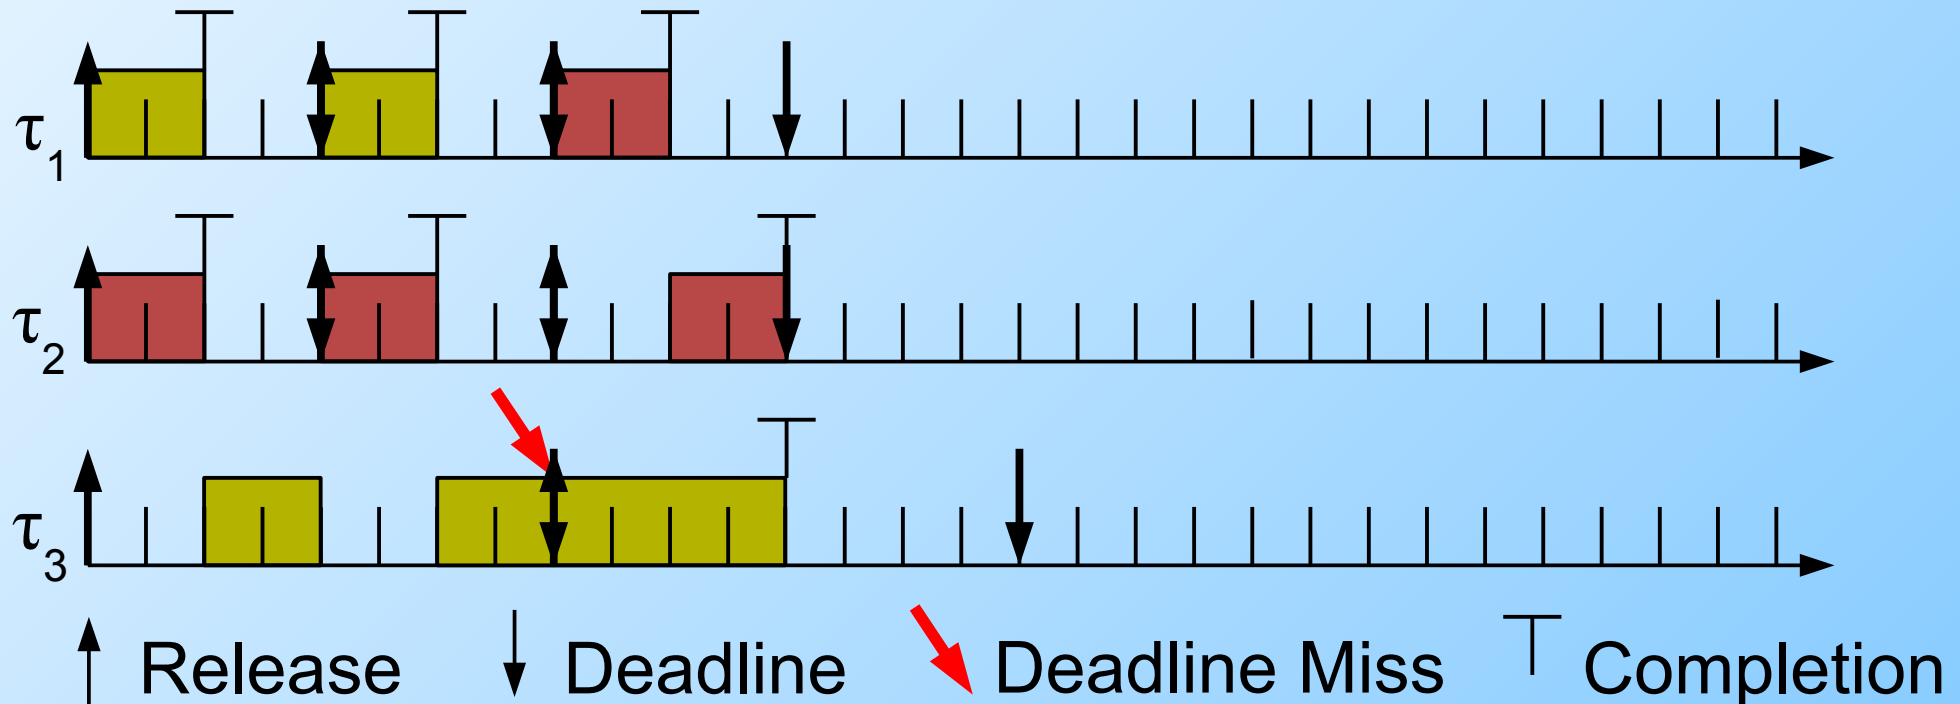 τ1
τ2
τ3
Release Deadline Deadline Miss Completion